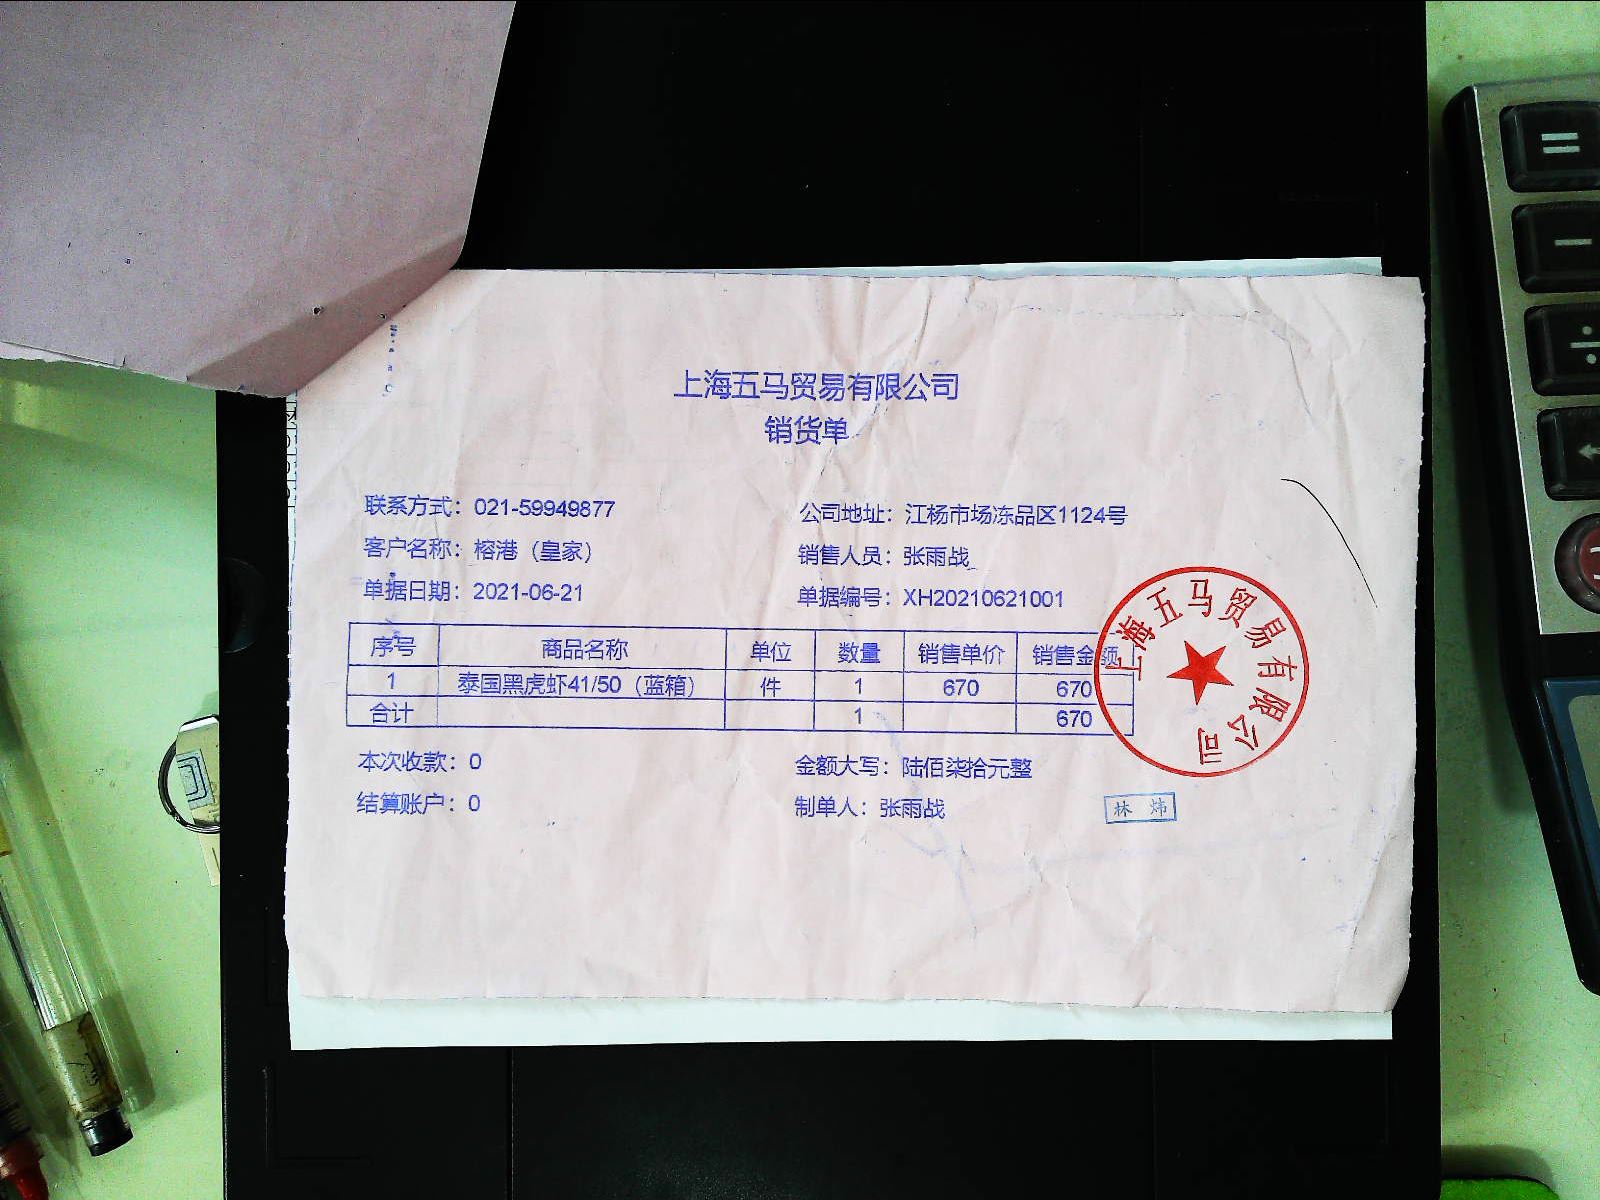 上海五马贸易有限公司
销货单
联系方式：021-59949877 公司地址：江杨市场冻品区1124号
客户名称：榕港（皇家） 销售人员：张雨战
单据日期：2021-06-21 单据编号：XH20210621001
序号 商品名称 单位 数量 销售单价 销售金额
1 泰国黑虎虾41/50（蓝箱） 件 1 670 670
合计 1 670
本次收款：0 金额大写：陆佰柒拾元整
结算账户：0 制单人：张雨战
上海五马贸易有限公司
林炜